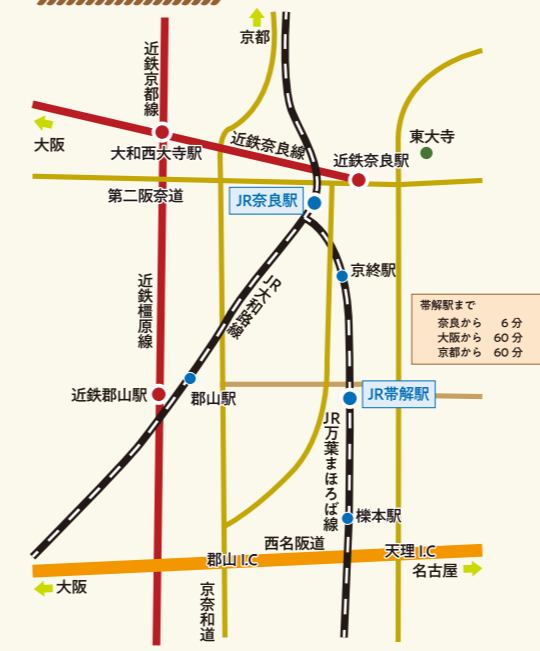 京都
近鉄京都線
大阪
大和西大寺駅
近鉄奈良線
近鉄奈良駅
東大寺
第二阪奈道
JR奈良駅
京終駅
JR大和路線
近鉄橿原線
帯解駅まで
奈良から 6分
大阪から 60分
京都から 60分
近鉄郡山駅
郡山駅
JR帯解駅
JR万葉まほろば線
櫟本駅
西名阪道
郡山 I.C
天理 I.C
名古屋
大阪
京奈和道